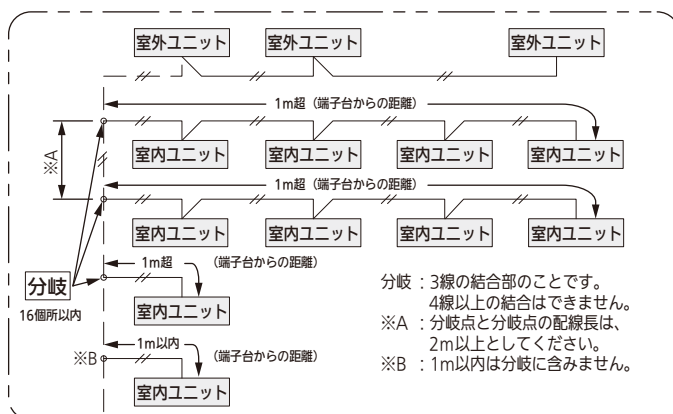 室外ユニット 室外ユニット 室外ユニット
1m超（端子台からの距離）
※A
室内ユニット 室内ユニット 室内ユニット 室内ユニット
1m超（端子台からの距離）
室内ユニット 室内ユニット 室内ユニット 室内ユニット
1m超 （端子台からの距離）
分岐
16個所以内
室内ユニット
1m以内
※B （端子台からの距離）
室内ユニット
分岐：3線の結合部のことです。
4線以上の結合はできません。
※A：分岐点と分岐点の配線長は、
2m以上としてください。
※B：1m以内は分岐に含みません。